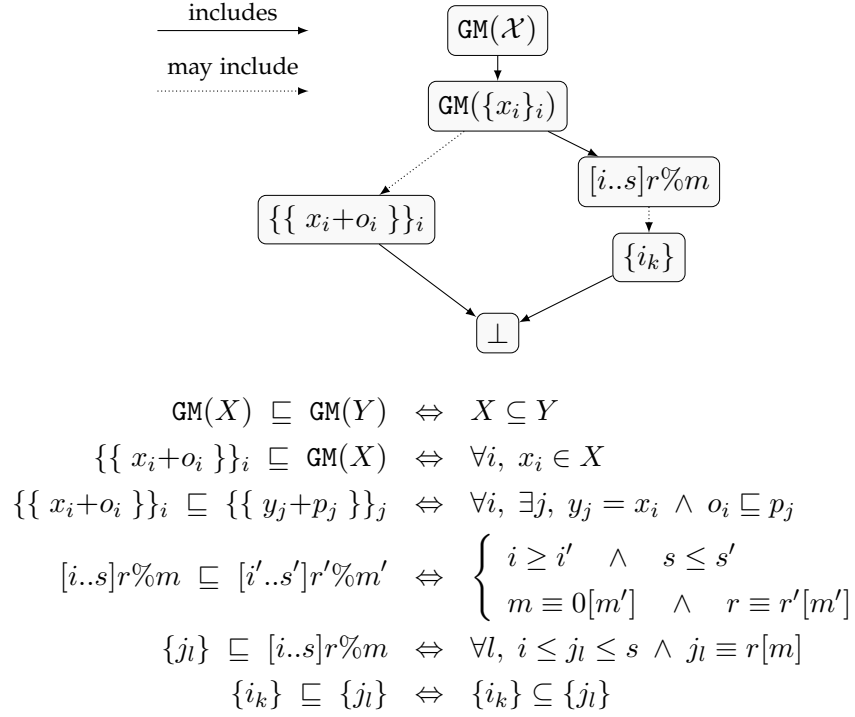 includes
may include
GM(𝒳)
GM({x_i}_i)
[i..s]r%m
{{ x_i+o_i }}_i
{i_k}
⊥
GM(X) ⊑ GM(Y) ⇔ X ⊆ Y
{{ x_i+o_i }}_i ⊑ GM(X) ⇔ ∀i, x_i ∈ X
{{ x_i+o_i }}_i ⊑ {{ y_j+p_j }}_j ⇔ ∀i, ∃j, y_j = x_i ∧ o_i ⊑ p_j
[i..s]r%m ⊑ [i'..s']r'%m' ⇔ { i ≥ i' ∧ s ≤ s'
m ≡ 0[m'] ∧ r ≡ r'[m']
{j_l} ⊑ [i..s]r%m ⇔ ∀l, i ≤ j_l ≤ s ∧ j_l ≡ r[m]
{i_k} ⊑ {j_l} ⇔ {i_k} ⊆ {j_l}